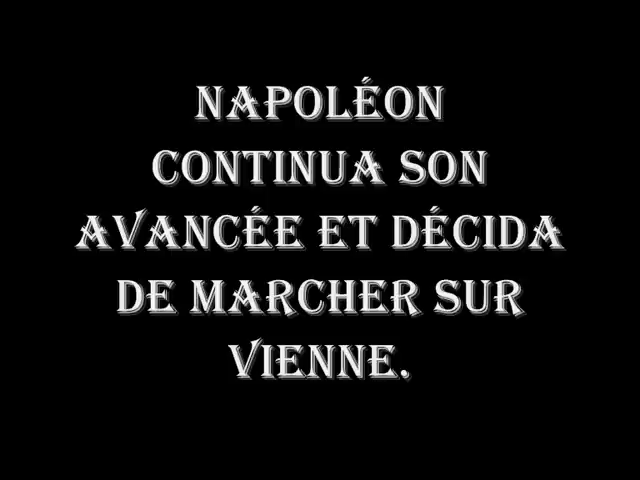 NAPOLÉON
CONTINUA SON
AVANCÉE ET DÉCIDA
DE MARCHER SUR
VIENNE.